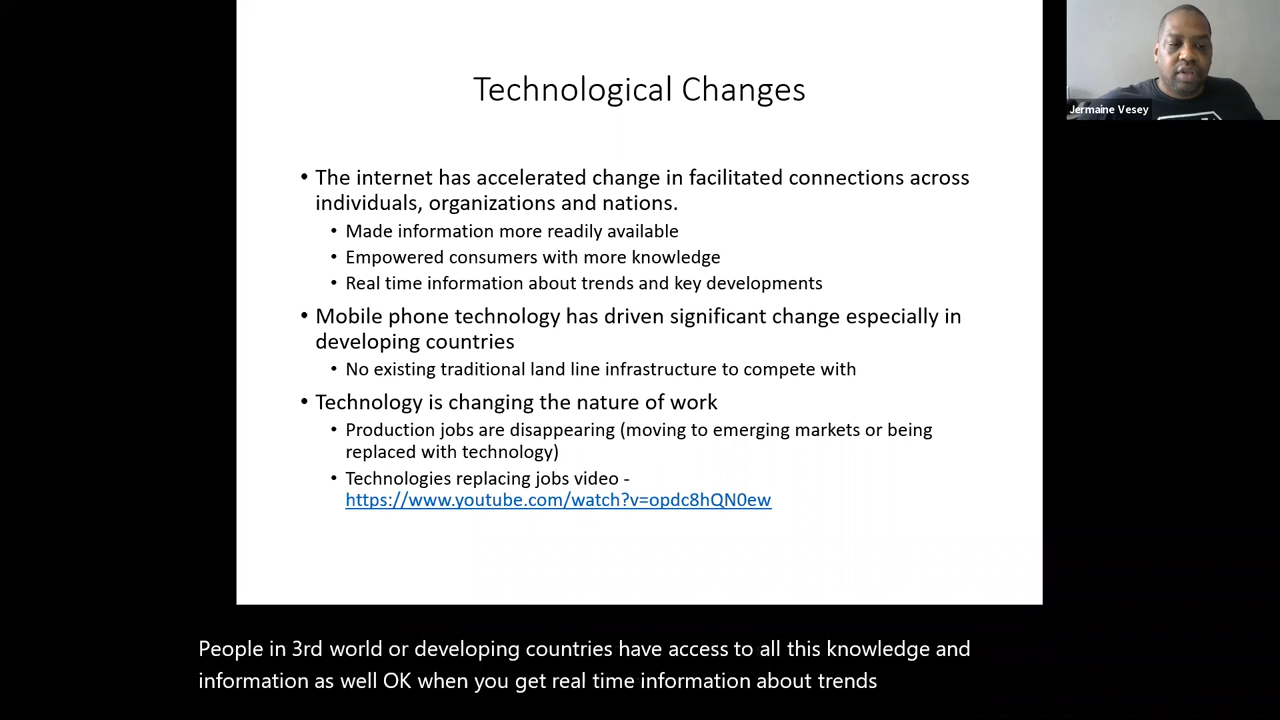 Technological Changes
Jermaine Vesey
• The internet has accelerated change in facilitated connections across
individuals, organizations and nations.
• Made information more readily available
• Empowered consumers with more knowledge
• Real time information about trends and key developments
• Mobile phone technology has driven significant change especially in
developing countries
• No existing traditional land line infrastructure to compete with
• Technology is changing the nature of work
• Production jobs are disappearing (moving to emerging markets or being
replaced with technology)
• Technologies replacing jobs video -
https://www.youtube.com/watch?v=opdc8hQN0ew
People in 3rd world or developing countries have access to all this knowledge and
information as well OK when you get real time information about trends